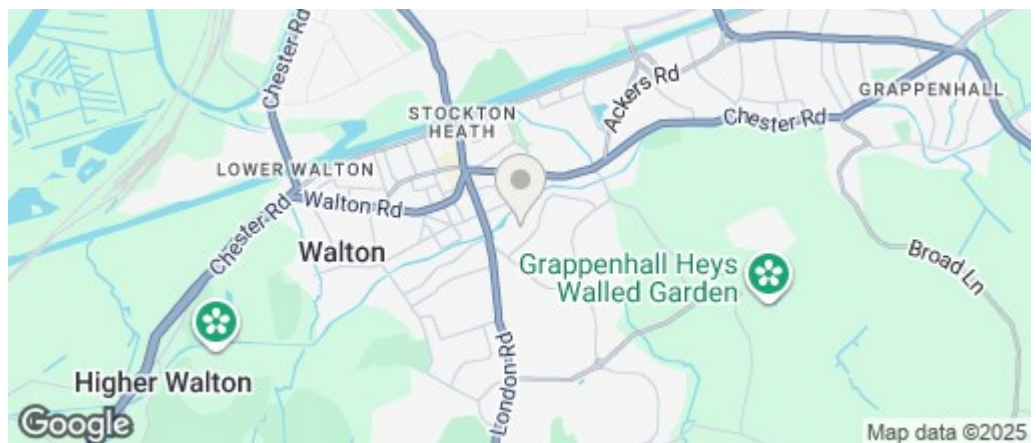 Chester Rd
STOCKTON
HEATH
Ackers Rd
Chester Rd
GRAPPENHALL
LOWER WALTON
Walton Rd
Chester Rd
Walton
Grappenhall Heys
Walled Garden
Broad Ln
London Rd
Higher Walton
Google
Map data ©2025